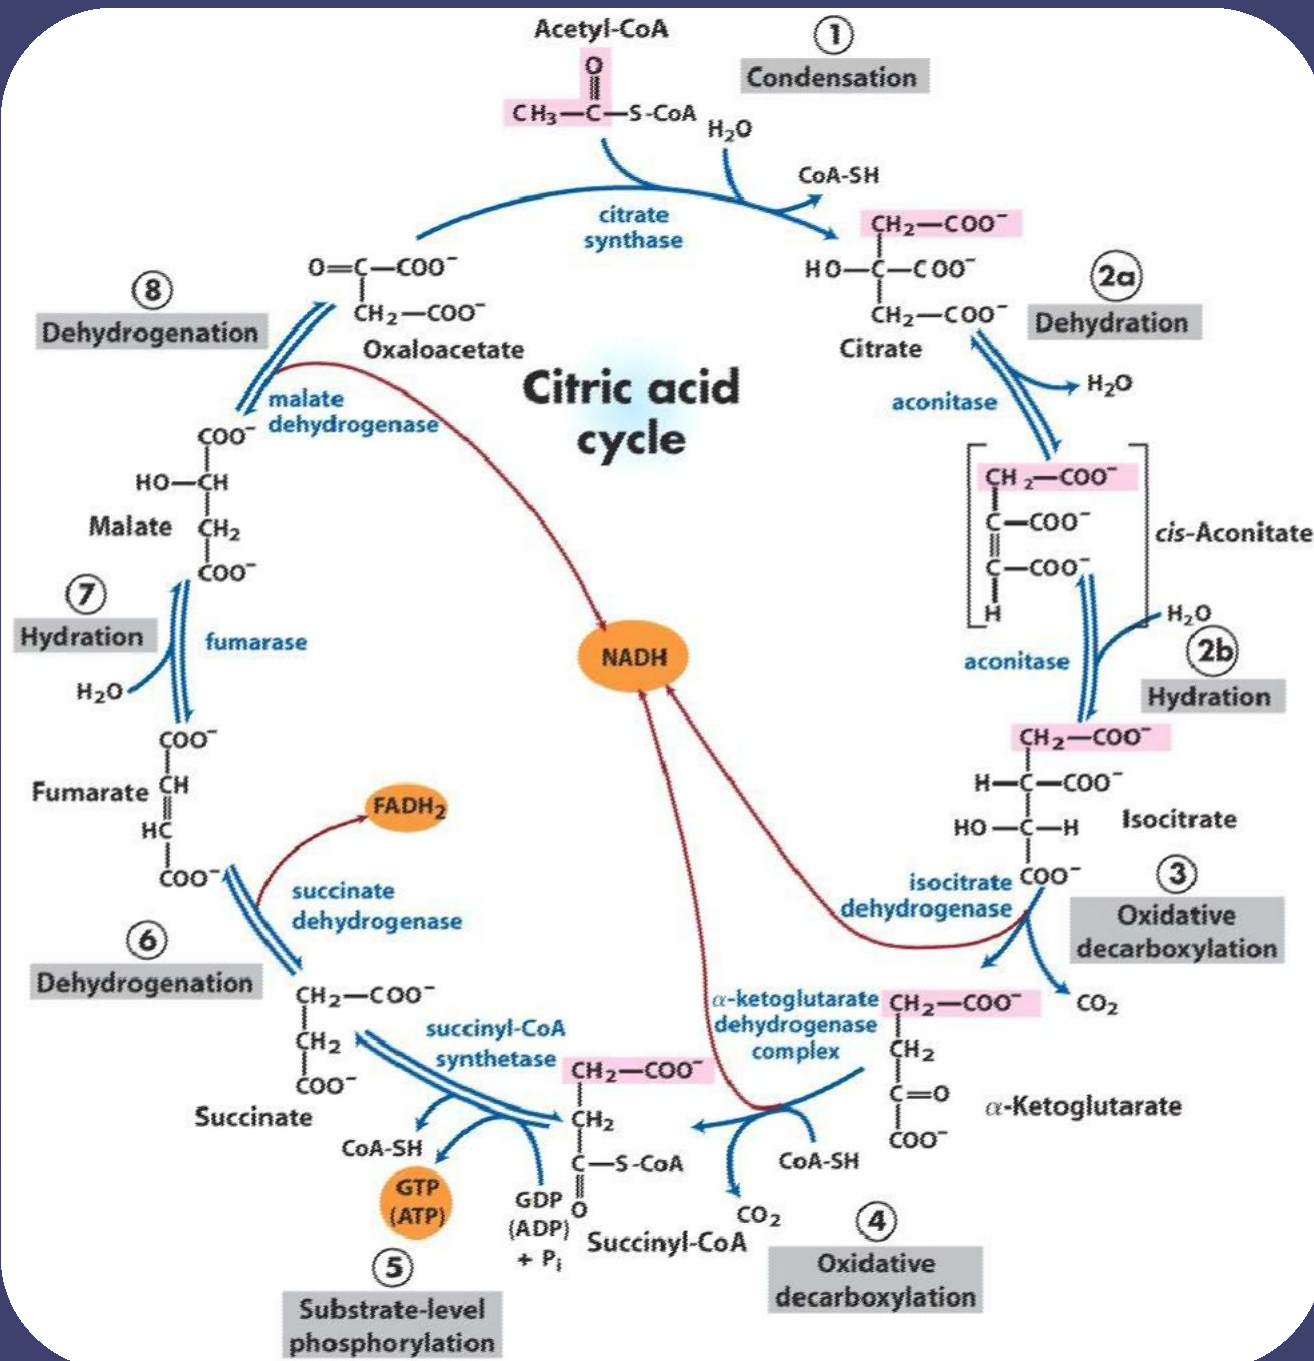 Acetyl-CoA
O
CH₃—C—S-CoA
①
Condensation
H₂O
CoA-SH
citrate
synthase
CH₂—COO⁻
HO—C—COO⁻
CH₂—COO⁻
Citrate
2a
Dehydration
H₂O
aconitase
CH₂—COO⁻
C—COO⁻
C—COO⁻
H
cis-Aconitate
H₂O
2b
Hydration
aconitase
CH₂—COO⁻
H—C—COO⁻
HO—C—H
COO⁻
Isocitrate
③
Oxidative
decarboxylation
isocitrate
dehydrogenase
CO₂
CH₂—COO⁻
CH₂
C=O
COO⁻
α-Ketoglutarate
α-ketoglutarate
dehydrogenase
complex
CoA-SH
CO₂
④
Oxidative
decarboxylation
CH₂—COO⁻
CH₂
C—S-CoA
O
Succinyl-CoA
succinyl-CoA
synthetase
GDP
(ADP)
+ Pᵢ
CoA-SH
GTP
(ATP)
⑤
Substrate-level
phosphorylation
CH₂—COO⁻
CH₂
COO⁻
Succinate
⑥
Dehydrogenation
succinate
dehydrogenase
FADH₂
COO⁻
CH
HC
COO⁻
Fumarate
⑦
Hydration
H₂O
fumarase
COO⁻
HO—CH
CH₂
COO⁻
Malate
⑧
Dehydrogenation
malate
dehydrogenase
O=C—COO⁻
CH₂—COO⁻
Oxaloacetate
Citric acid
cycle
NADH